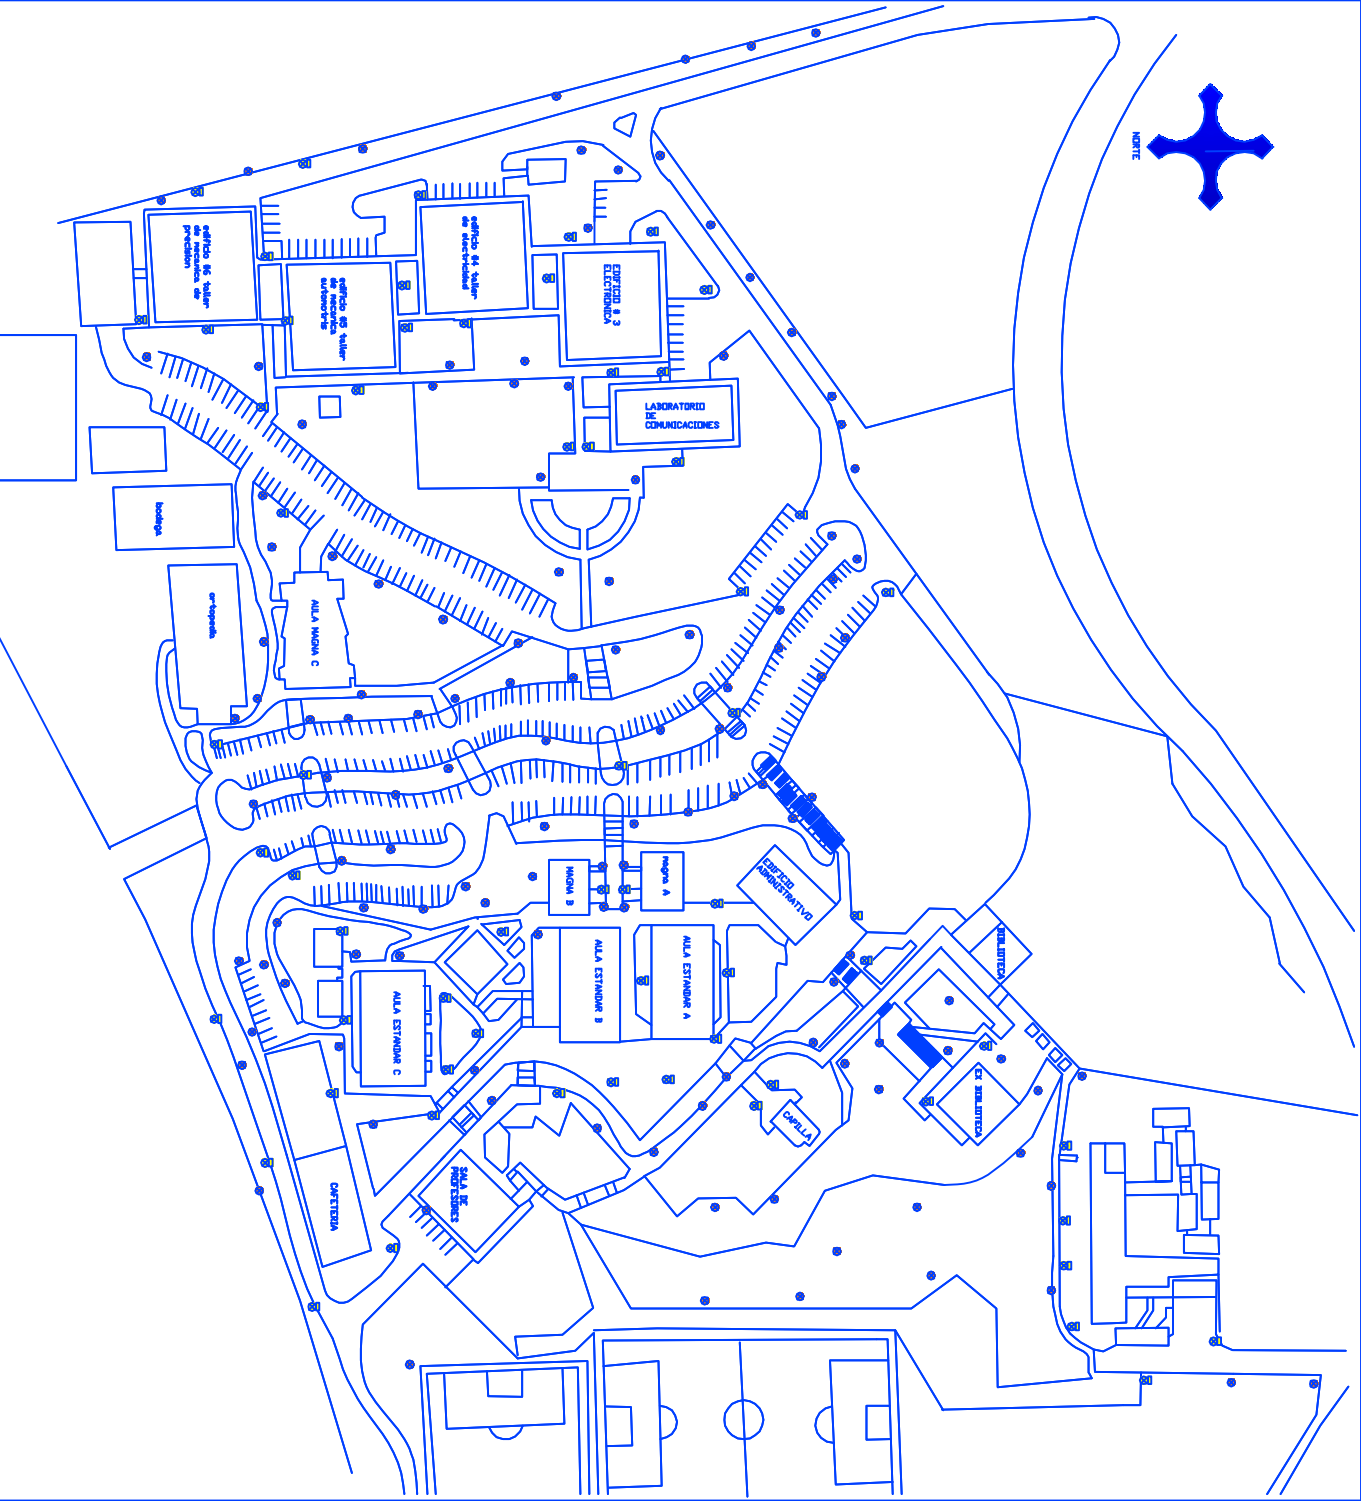 NORTE
edificio #6 taller
de mecanica de
precision
edificio #5 taller
de mecanica
automotris
edificio #4 taller
de electricidad
EDIFICIO # 3
ELECTRONICA
LABORATORIO
DE
COMUNICACIONES
bodega
ortopedia
AULA MAGNA C
MAGNA B
magna A
EDIFICIO
ADMINISTRATIVO
BIBLIOTECA
AULA ESTANDAR B
AULA ESTANDAR A
AULA ESTANDAR C
EX BIBLIOTECA
CAPILLA
SALA DE
PROFESORES
CAFETERIA